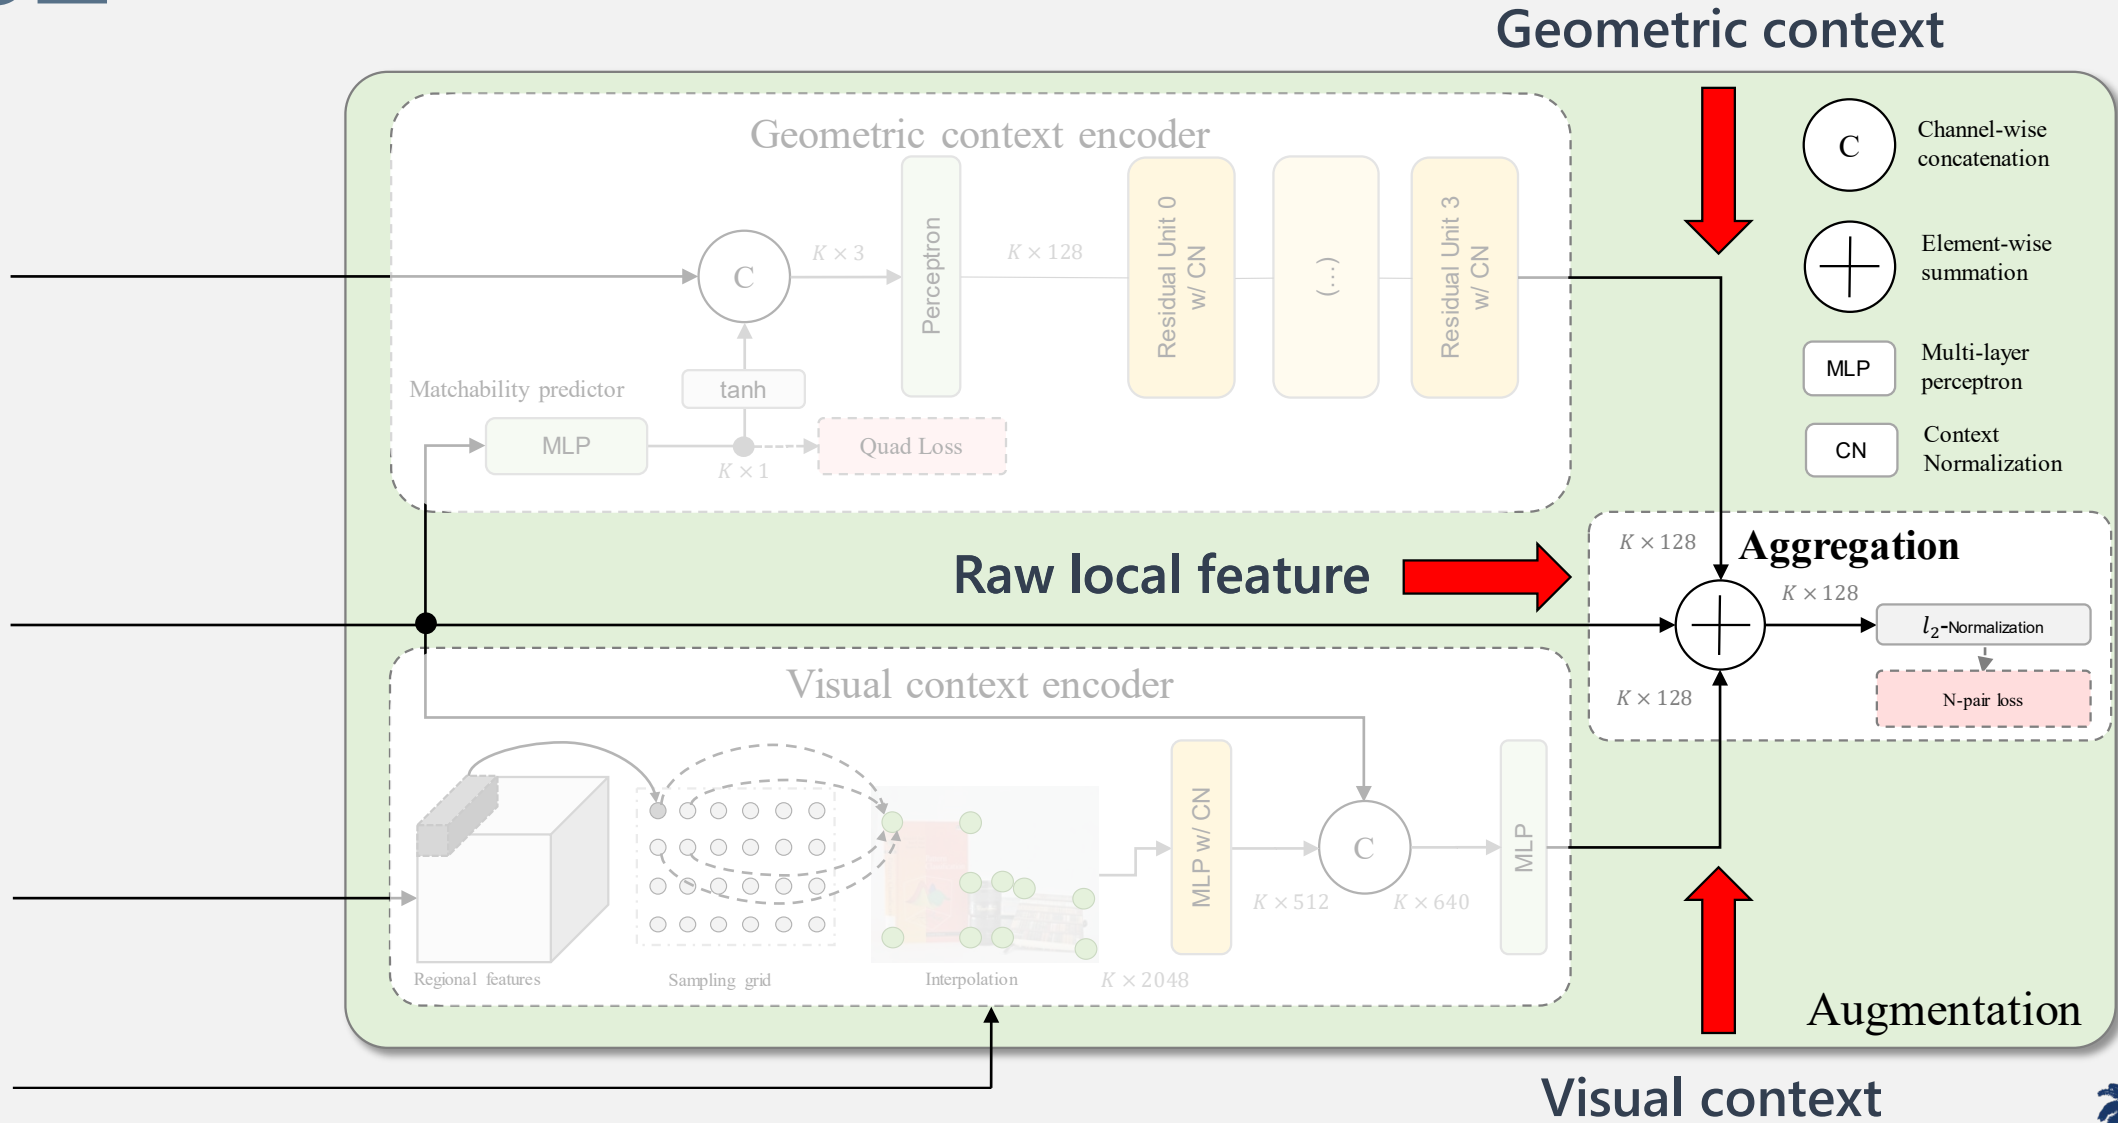 Geometric context
Geometric context encoder
C
Channel-wise
concatenation
Element-wise
summation
MLP
Multi-layer
perceptron
CN
Context
Normalization
C
K × 3
Perceptron
K × 128
Residual Unit 0
w/ CN
(...)
Residual Unit 3
w/ CN
Matchability predictor
tanh
MLP
K × 1
Quad Loss
Raw local feature
K × 128
Aggregation
K × 128
l2-Normalization
K × 128
N-pair loss
Visual context encoder
MLP w/ CN
C
MLP
K × 512
K × 640
Regional features
Sampling grid
Interpolation
K × 2048
Augmentation
Visual context